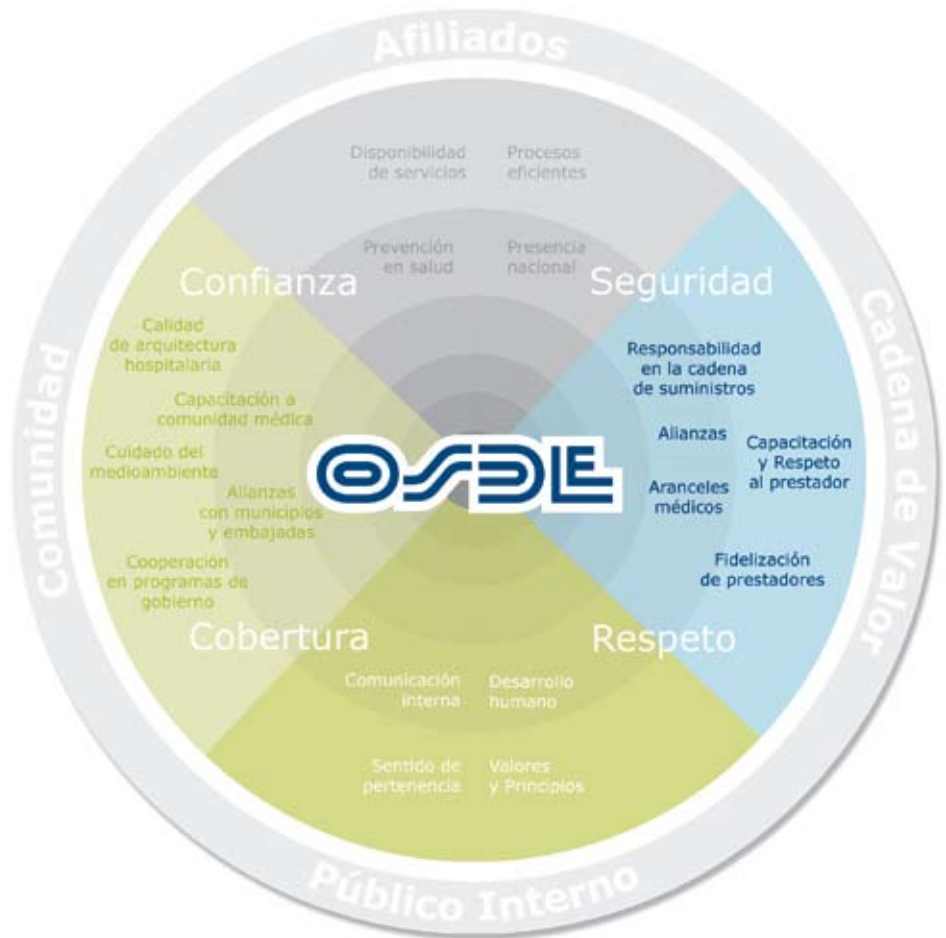 Afiliados
Disponibilidad
de servicios
Procesos
eficientes
Prevención
en salud
Presencia
nacional
Confianza
Seguridad
Comunidad
Calidad
de arquitectura
hospitalaria
Capacitación a
comunidad médica
Cuidado del
medioambiente
Alianzas
con municipios
y embajadas
Cooperación
en programas de
gobierno
OSDE
Cadena de Valor
Responsabilidad
en la cadena
de suministros
Alianzas
Capacitación
y Respeto
al prestador
Aranceles
médicos
Fidelización
de prestadores
Cobertura
Respeto
Comunicación
interna
Desarrollo
humano
Sentido de
pertenencia
Valores
y Principios
Público Interno